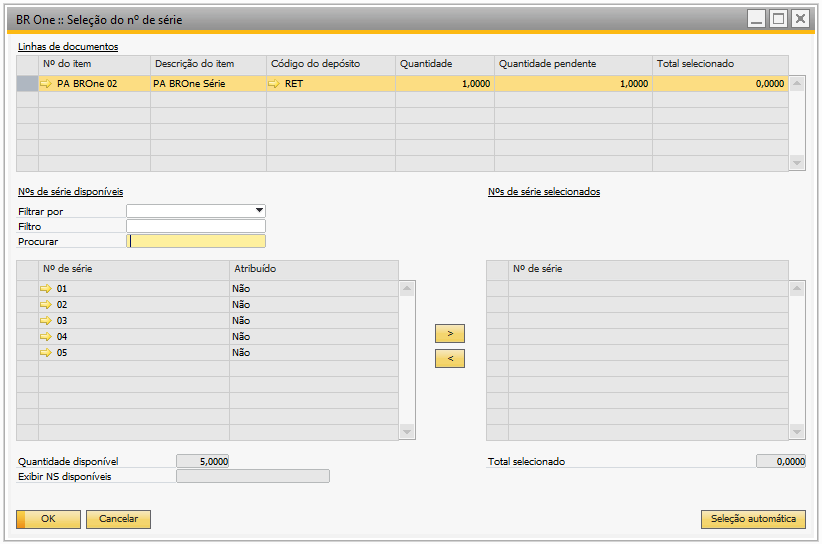 BR One :: Seleção do nº de série
Linhas de documentos
Nº do item Descrição do item Código do depósito Quantidade Quantidade pendente Total selecionado
PA BROne 02 PA BROne Série RET 1,0000 1,0000 0,0000
Nºs de série disponíveis Nºs de série selecionados
Filtrar por
Filtro
Procurar
Nº de série Atribuído Nº de série
01 Não
02 Não
03 Não
04 Não
05 Não
>
<
Quantidade disponível 5,0000 Total selecionado 0,0000
Exibir NS disponíveis
OK Cancelar Seleção automática